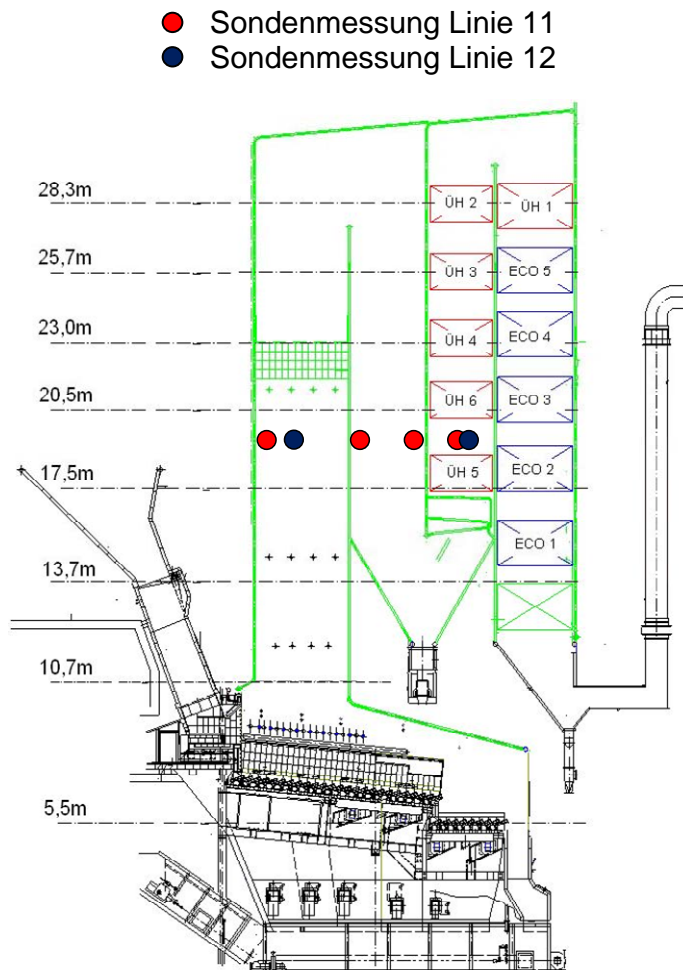 Sondenmessung Linie 11
Sondenmessung Linie 12
28,3m
ÜH 2
ÜH 1
25,7m
ÜH 3
ECO 5
23,0m
ÜH 4
ECO 4
20,5m
ÜH 6
ECO 3
17,5m
ÜH 5
ECO 2
ECO 1
13,7m
10,7m
5,5m